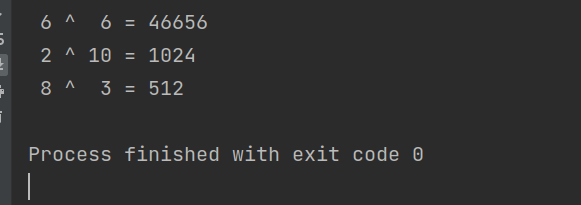 6 ^  6 = 46656
2 ^ 10 = 1024
8 ^  3 = 512
Process finished with exit code 0